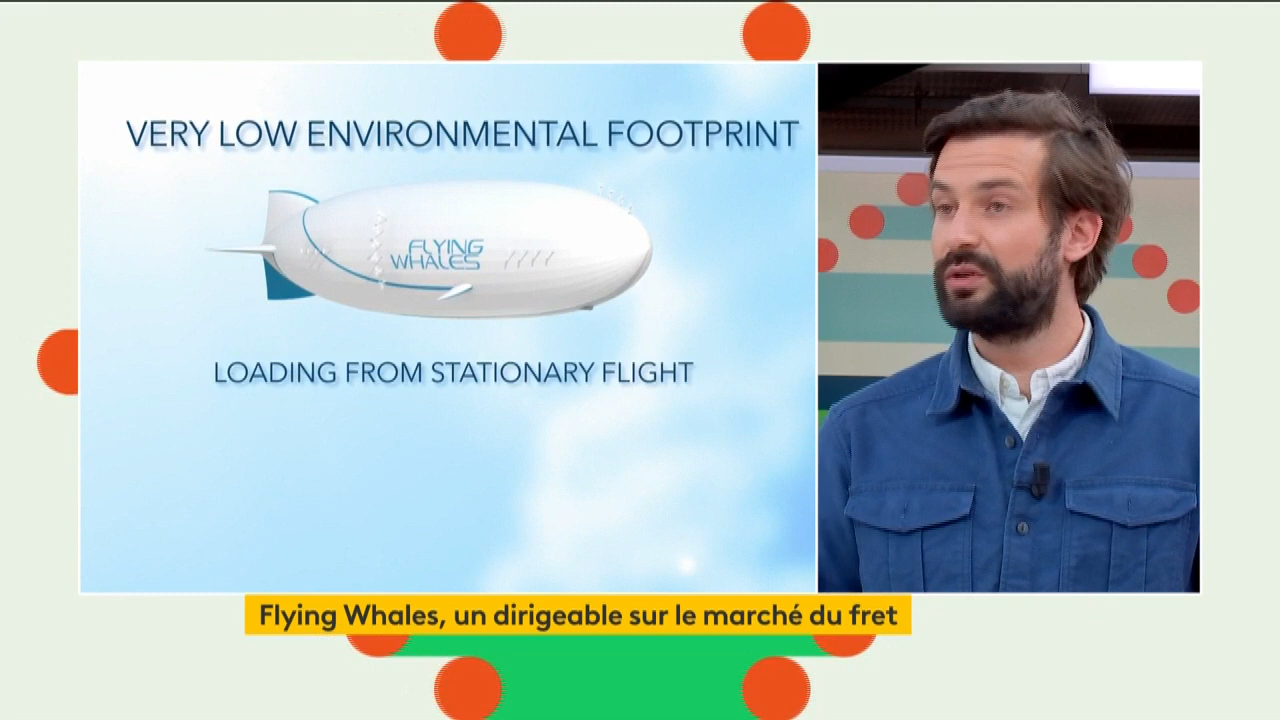 VERY LOW ENVIRONMENTAL FOOTPRINT
FLYING
WHALES
LOADING FROM STATIONARY FLIGHT
Flying Whales, un dirigeable sur le marché du fret